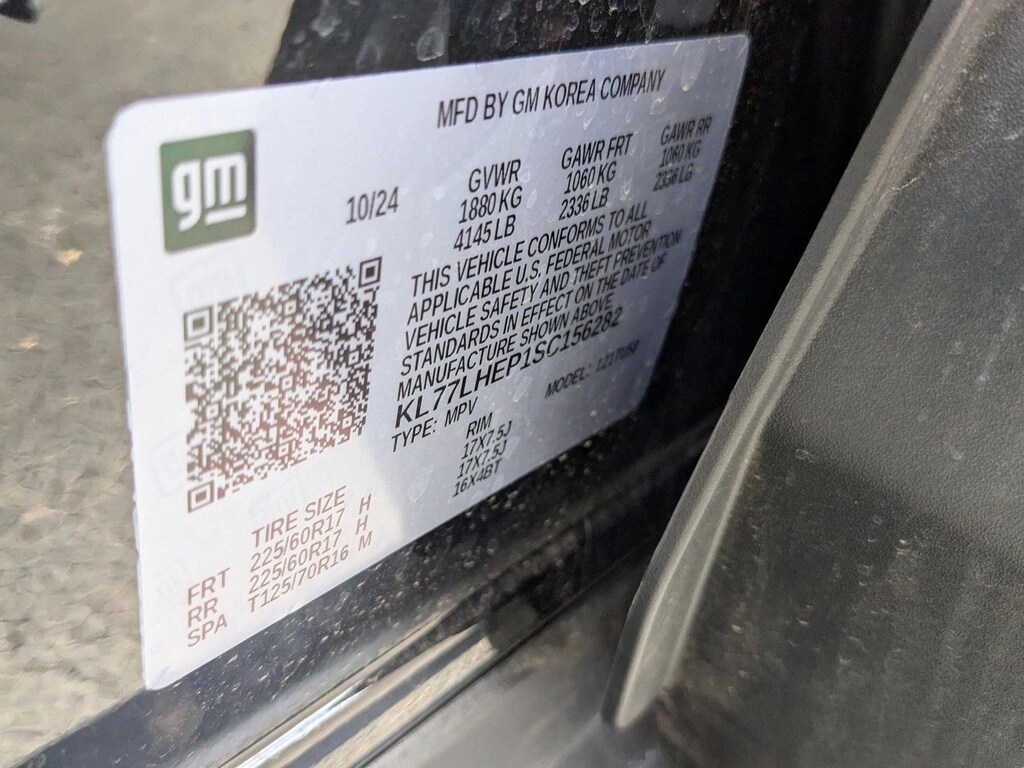 MFD BY GM KOREA COMPANY
gm
10/24
GVWR
1880 KG
4145 LB
GAWR FRT
1060 KG
2336 LB
GAWR RR
1060 KG
2336 LB
THIS VEHICLE CONFORMS TO ALL
APPLICABLE U.S. FEDERAL MOTOR
VEHICLE SAFETY AND THEFT PREVENTION
STANDARDS IN EFFECT ON THE DATE OF
MANUFACTURE SHOWN ABOVE.
KL77LHEP1SC156282
TYPE: MPV
MODEL:
TIRE SIZE
RIM
FRT 225/60R17 H 17X7.5J
RR 225/60R17 H 17X7.5J
SPA T125/70R16 M 16X4BT